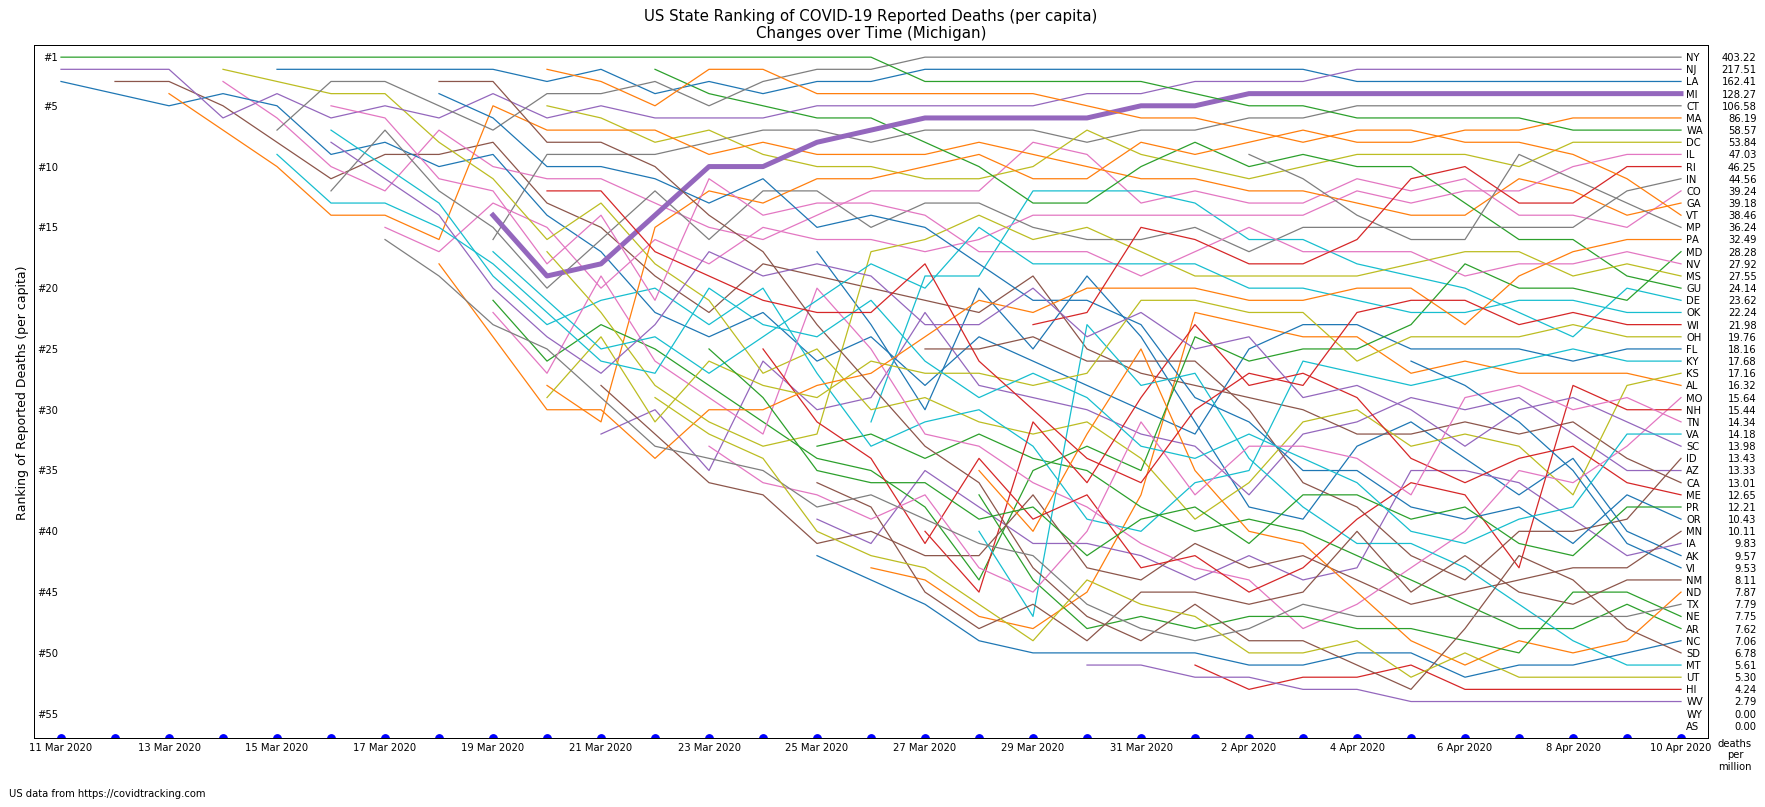 US State Ranking of COVID-19 Reported Deaths (per capita)
Changes over Time (Michigan)
Ranking of Reported Deaths (per capita)
#1
#5
#10
#15
#20
#25
#30
#35
#40
#45
#50
#55
NY 403.22
NJ 217.51
LA 162.41
MI 128.27
CT 106.58
MA 86.19
WA 58.57
DC 53.84
IL 47.03
RI 46.25
IN 44.56
CO 39.24
GA 39.18
VT 38.46
MP 36.24
PA 32.49
MD 28.28
NV 27.92
MS 27.55
GU 24.14
DE 23.62
OK 22.24
WI 21.98
OH 19.76
FL 18.16
KY 17.68
KS 17.16
AL 16.32
MO 15.64
NH 15.44
TN 14.34
VA 14.18
SC 13.98
ID 13.43
AZ 13.33
CA 13.01
ME 12.65
PR 12.21
OR 10.43
MN 10.11
IA 9.83
AK 9.57
VI 9.53
NM 8.11
ND 7.87
TX 7.79
NE 7.75
AR 7.62
NC 7.06
SD 6.78
MT 5.61
UT 5.30
HI 4.24
WV 2.79
WY 0.00
AS 0.00
11 Mar 2020 13 Mar 2020 15 Mar 2020 17 Mar 2020 19 Mar 2020 21 Mar 2020 23 Mar 2020 25 Mar 2020 27 Mar 2020 29 Mar 2020 31 Mar 2020 2 Apr 2020 4 Apr 2020 6 Apr 2020 8 Apr 2020 10 Apr 2020
deaths
per
million
US data from https://covidtracking.com